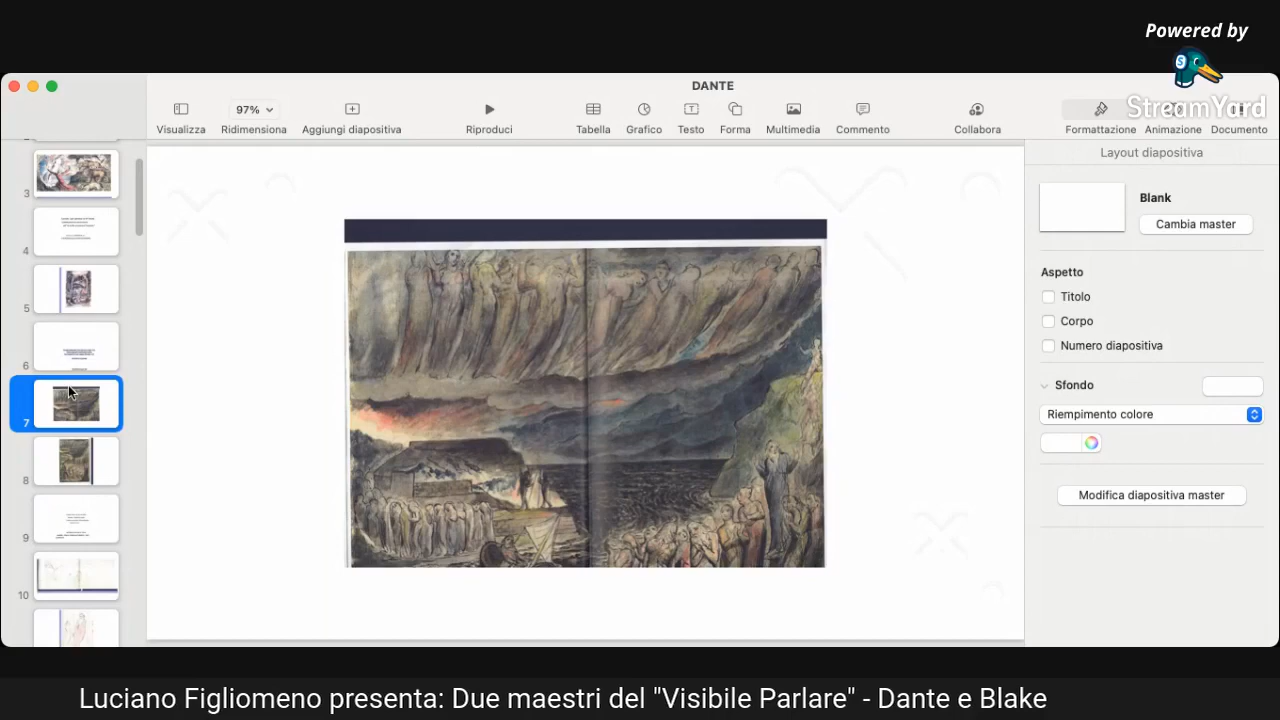 Powered by
StreamYard
DANTE
97%
Visualizza
Ridimensiona
Aggiungi diapositiva
Riproduci
Tabella
Grafico
Testo
Forma
Multimedia
Commento
Collabora
Formattazione
Animazione
Documento
Layout diapositiva
Blank
Cambia master
Aspetto
Titolo
Corpo
Numero diapositiva
Sfondo
Riempimento colore
Modifica diapositiva master
3
4
5
6
7
8
9
10
Luciano Figliomeno presenta: Due maestri del "Visibile Parlare" - Dante e Blake